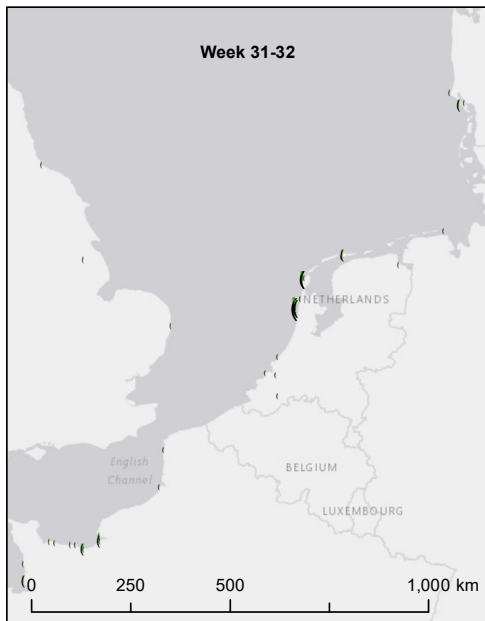 Week 31-32
NETHERLANDS
English
Channel
BELGIUM
LUXEMBOURG
0 250 500 1,000 km